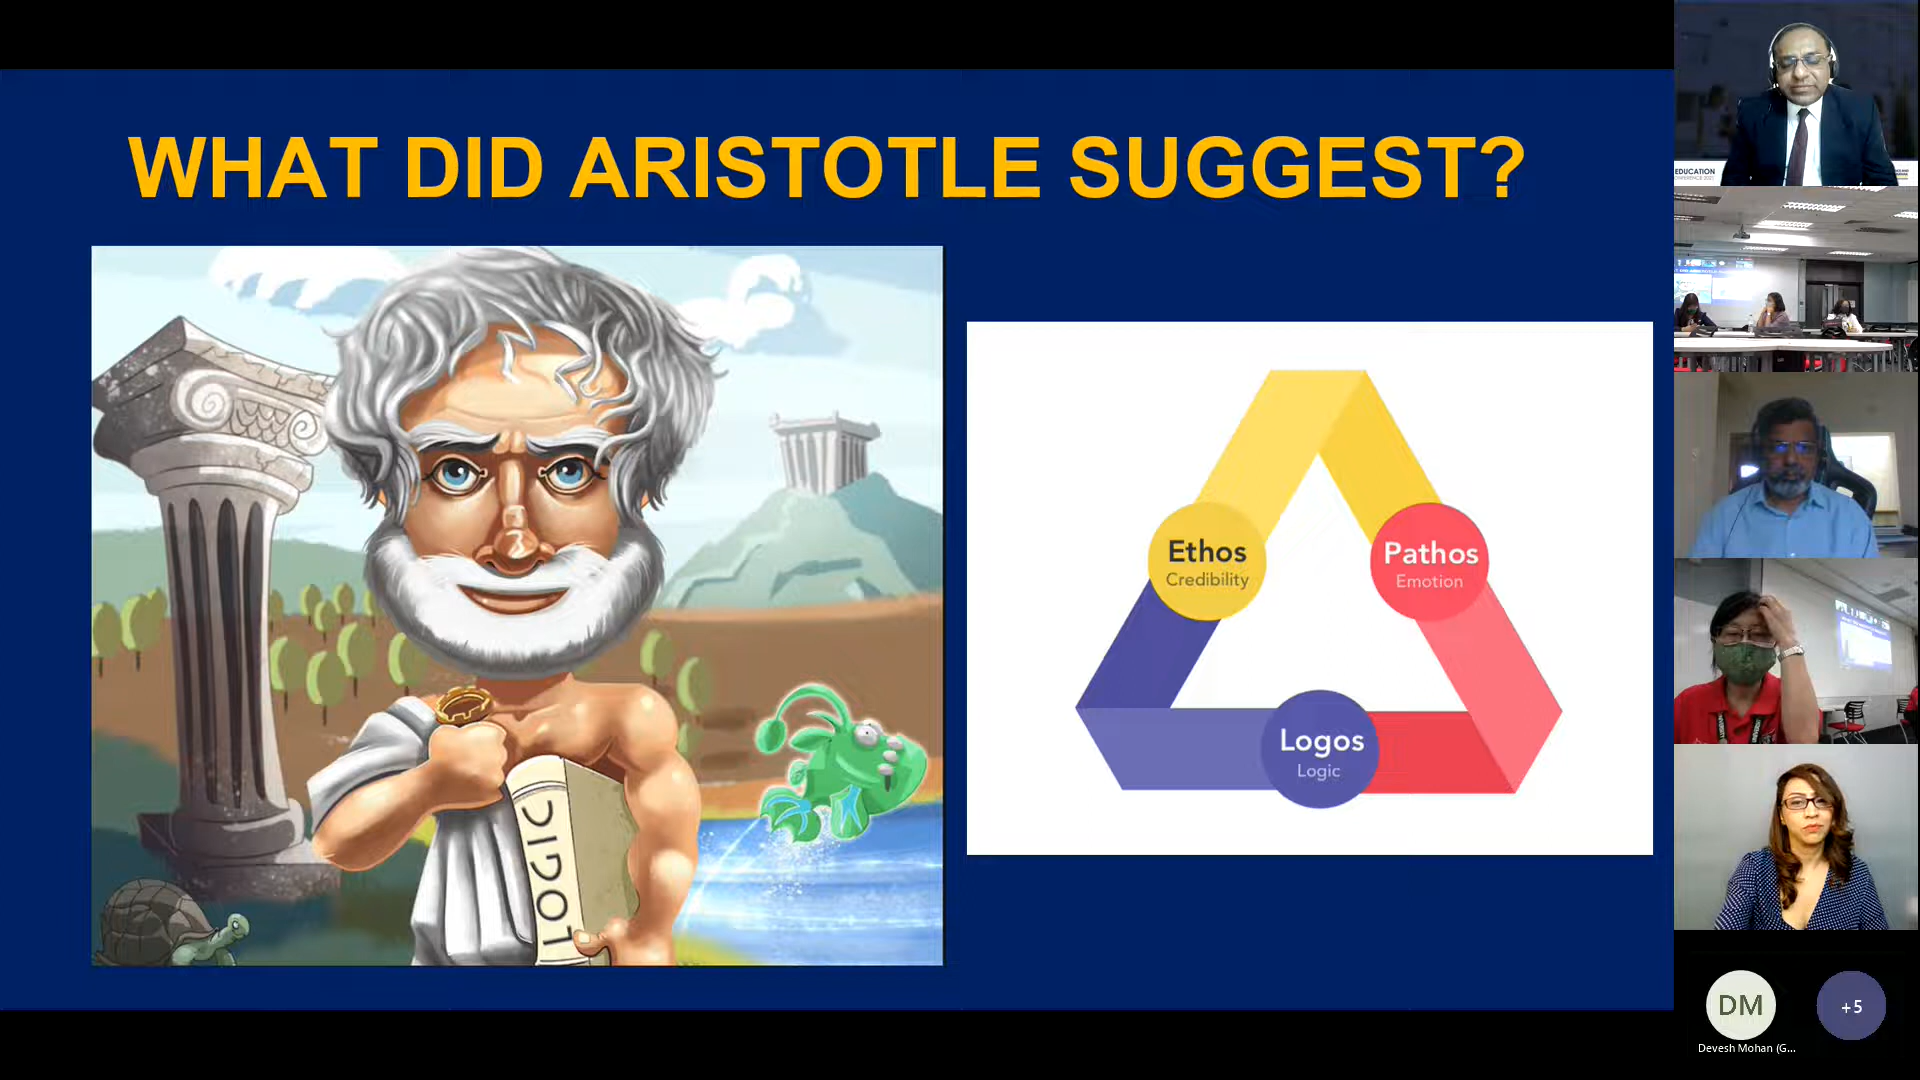 WHAT DID ARISTOTLE SUGGEST?
LOGIC
Ethos
Credibility
Pathos
Emotion
Logos
Logic
EDUCATION
DM
+5
Devesh Mohan (G...